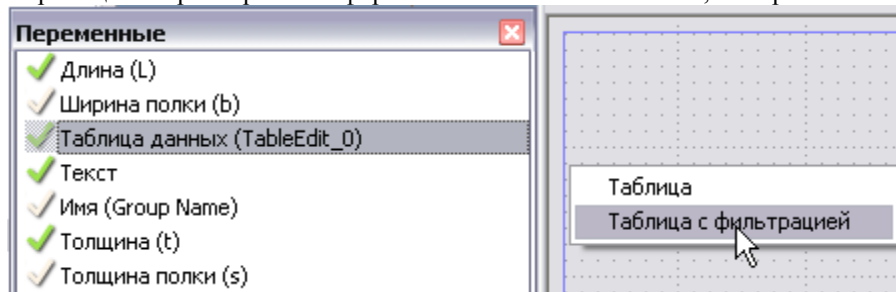 Переменные
Длина (L)
Ширина полки (b)
Таблица данных (TableEdit_0)
Текст
Имя (Group Name)
Толщина (t)
Толщина полки (s)
Таблица
Таблица с фильтрацией